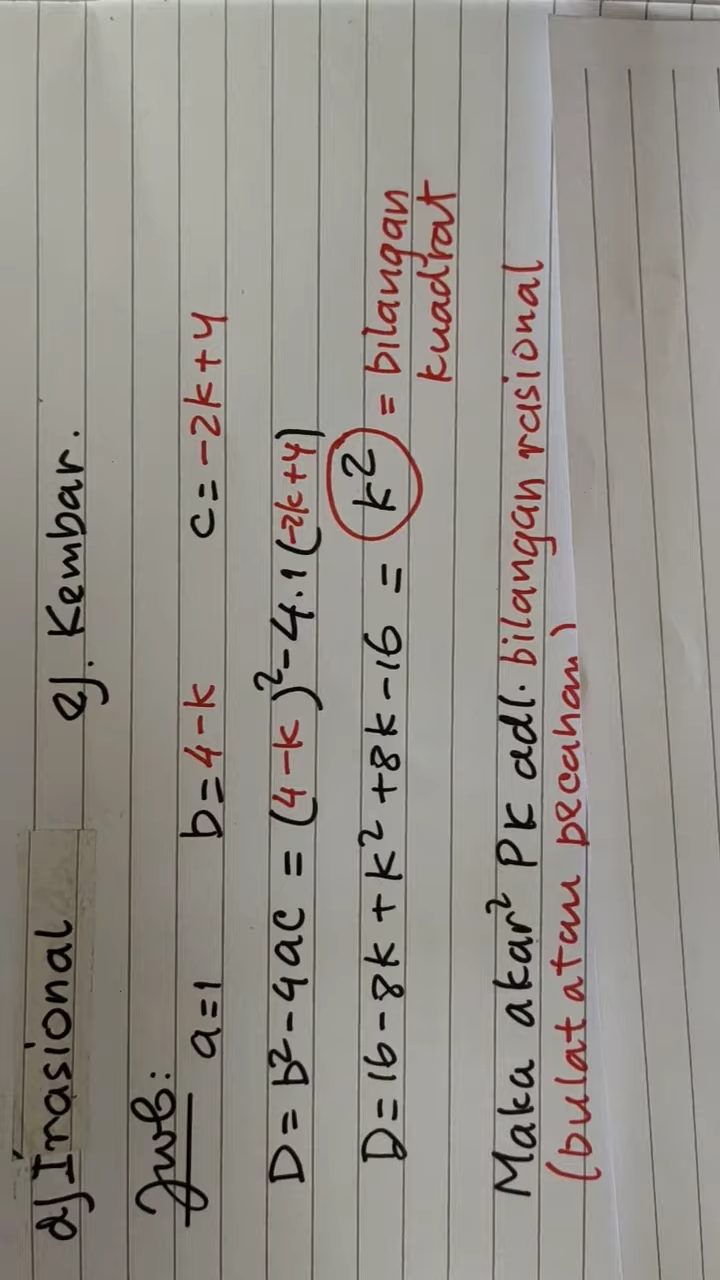 d) Irasional e). Kembar.
Jwb:
a=1 b=4-k c=-2k+4
D=b²-4ac = (4-k)²-4.1(-2k+4)
D=16-8k+k²+8k-16 = k² = bilangan
kuadrat
Maka akar² PK adl. bilangan rasional
(bulat atau pecahan)